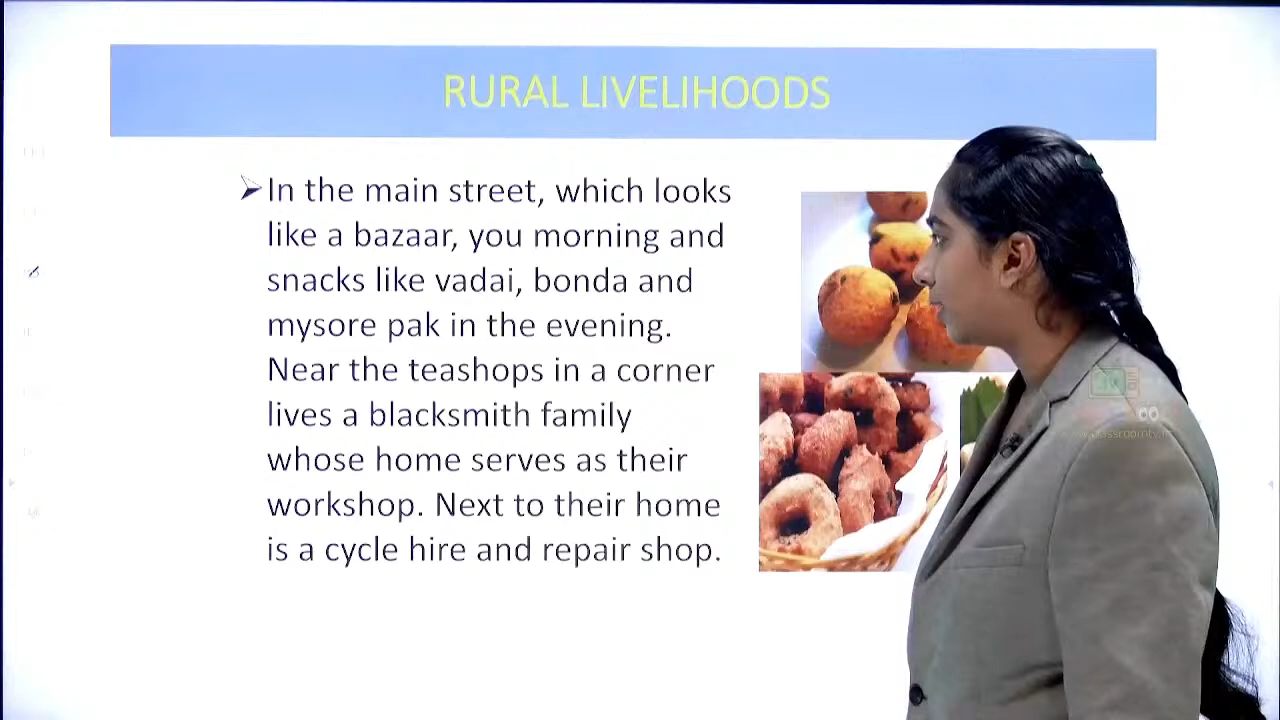 RURAL LIVELIHOODS
In the main street, which looks
like a bazaar, you morning and
snacks like vadai, bonda and
mysore pak in the evening.
Near the teashops in a corner
lives a blacksmith family
whose home serves as their
workshop. Next to their home
is a cycle hire and repair shop.